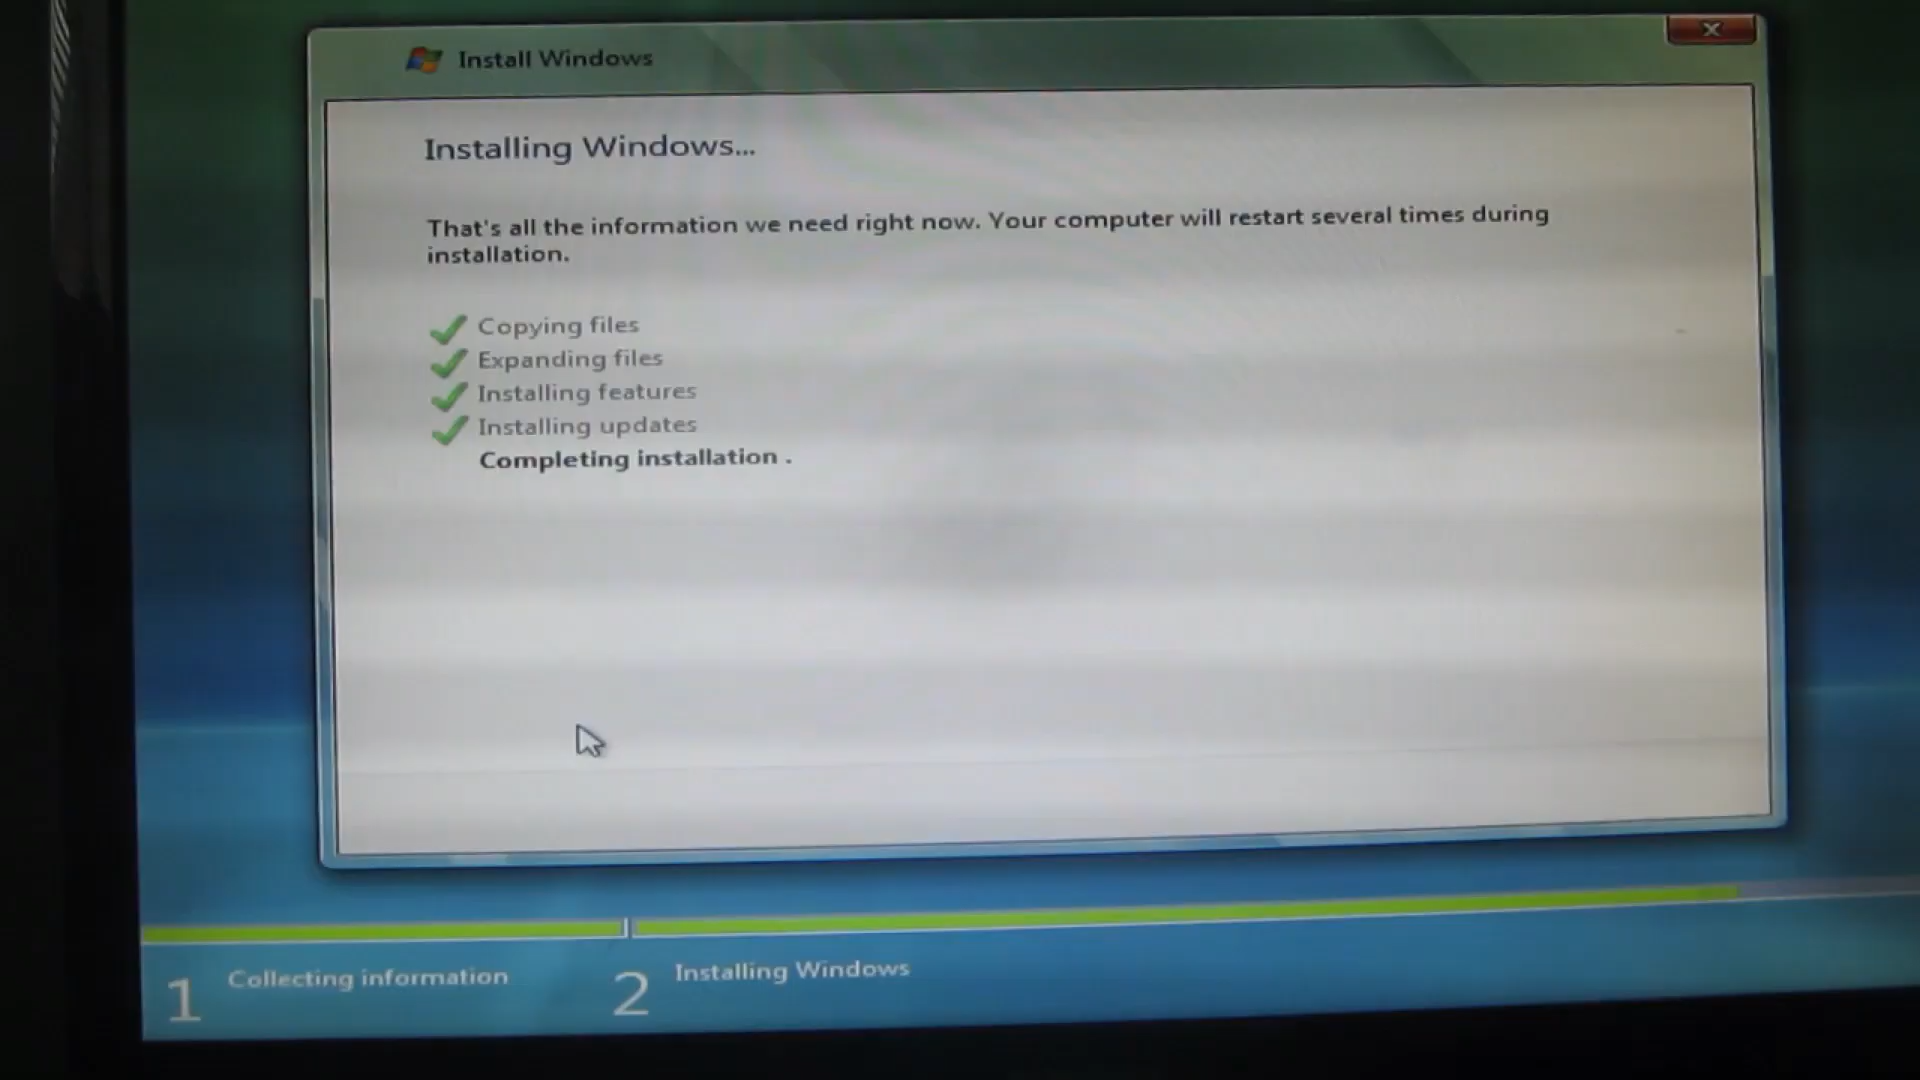 Install Windows
Installing Windows...
That's all the information we need right now. Your computer will restart several times during
installation.
Copying files
Expanding files
Installing features
Installing updates
Completing installation .
1 Collecting information
2 Installing Windows